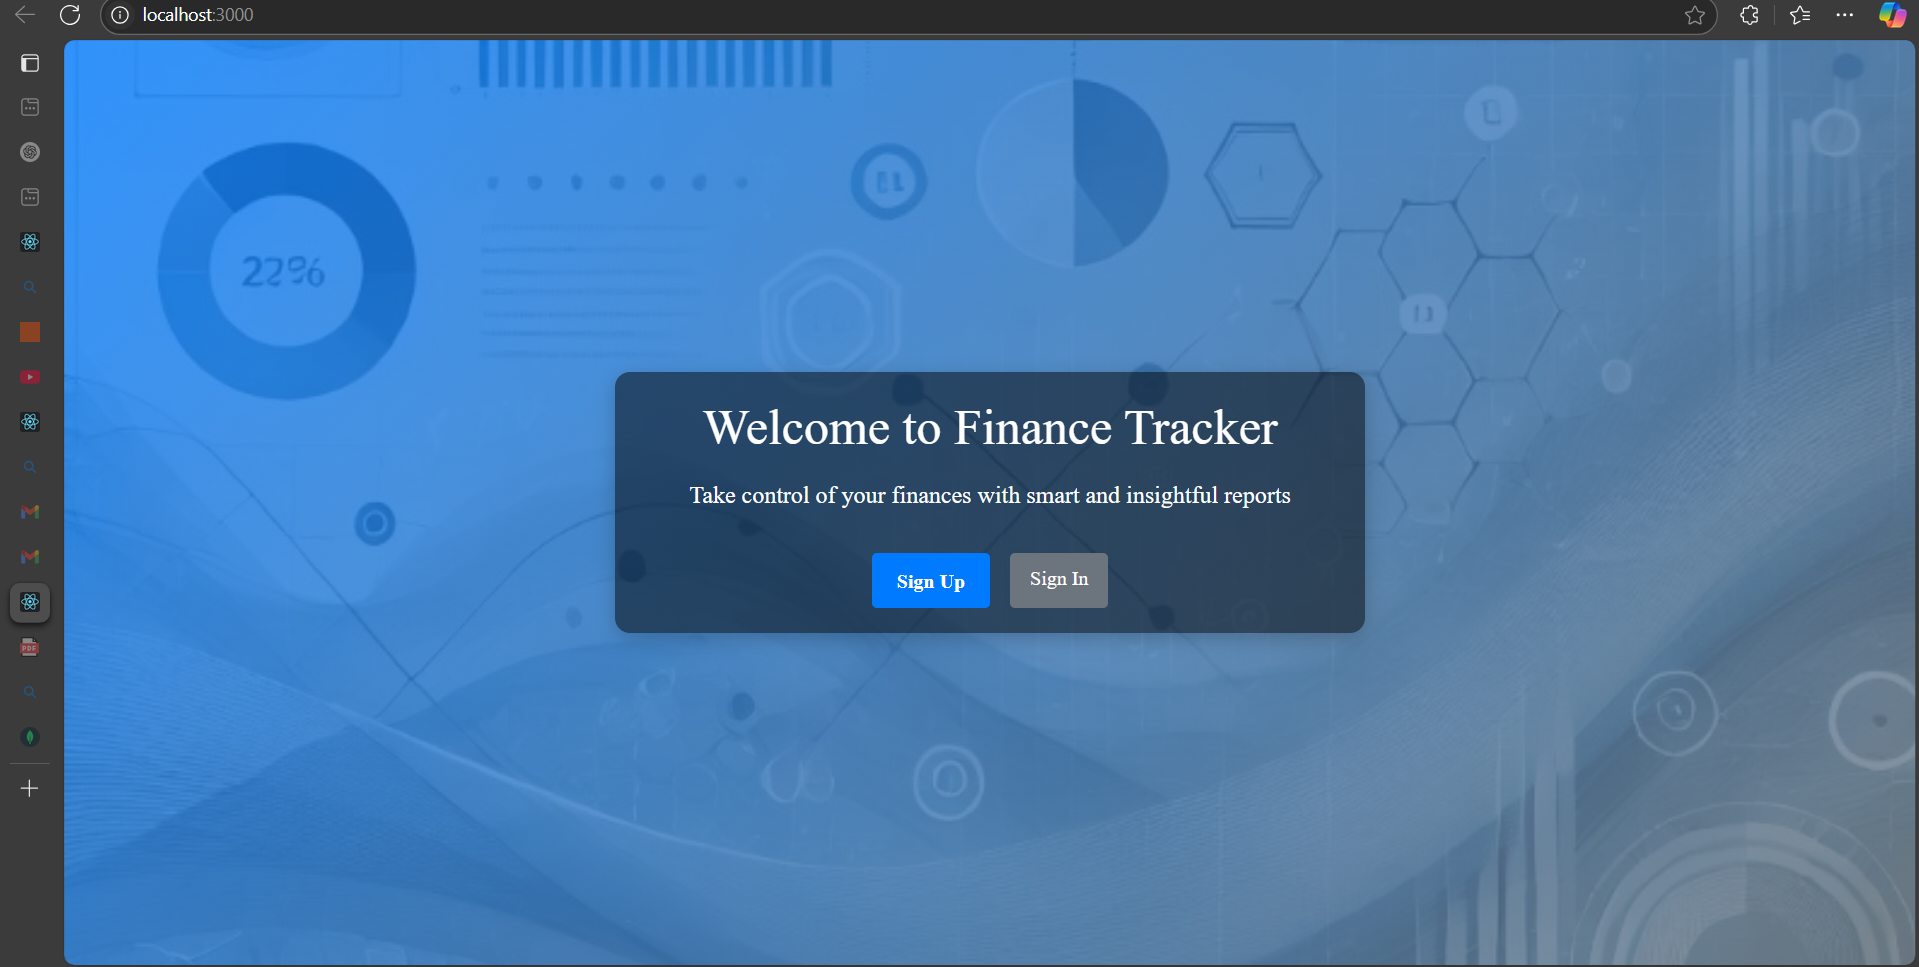 localhost:3000
22%
Welcome to Finance Tracker
Take control of your finances with smart and insightful reports
Sign Up
Sign In
PDF